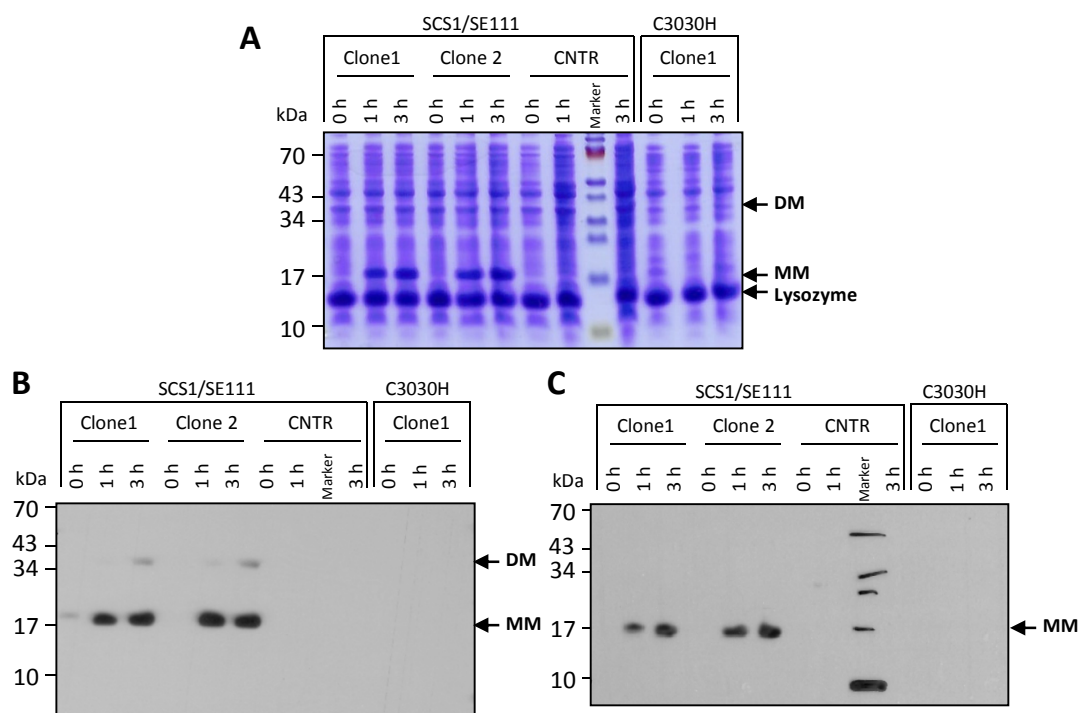 A
SCS1/SE111 C3030H
Clone1 Clone 2 CNTR Clone1
kDa 0 h 1 h 3 h 0 h 1 h 3 h 0 h 1 h Marker 3 h 0 h 1 h 3 h
70
43
DM
34
17
MM
Lysozyme
10
B
SCS1/SE111 C3030H
Clone1 Clone 2 CNTR Clone1
kDa 0 h 1 h 3 h 0 h 1 h 3 h 0 h 1 h Marker 3 h 0 h 1 h 3 h
70
43
DM
34
17
MM
10
C
SCS1/SE111 C3030H
Clone1 Clone 2 CNTR Clone1
kDa 0 h 1 h 3 h 0 h 1 h 3 h 0 h 1 h Marker 3 h 0 h 1 h 3 h
70
43
34
17
MM
10